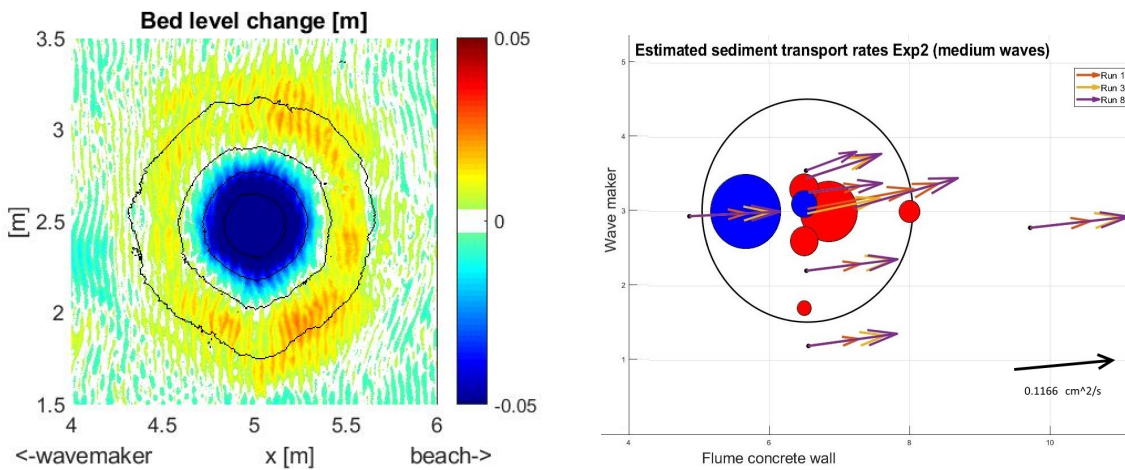 Bed level change [m]
3.5
3
2.5
2
1.5
[m]
4
4.5
5
5.5
6
<-wavemaker
x [m]
beach->
0.05
0
-0.05
Estimated sediment transport rates Exp2 (medium waves)
Run 1
Run 3
Run 8
5
4
3
2
1
Wave maker
0.1166 cm^2/s
4
6
8
10
Flume concrete wall